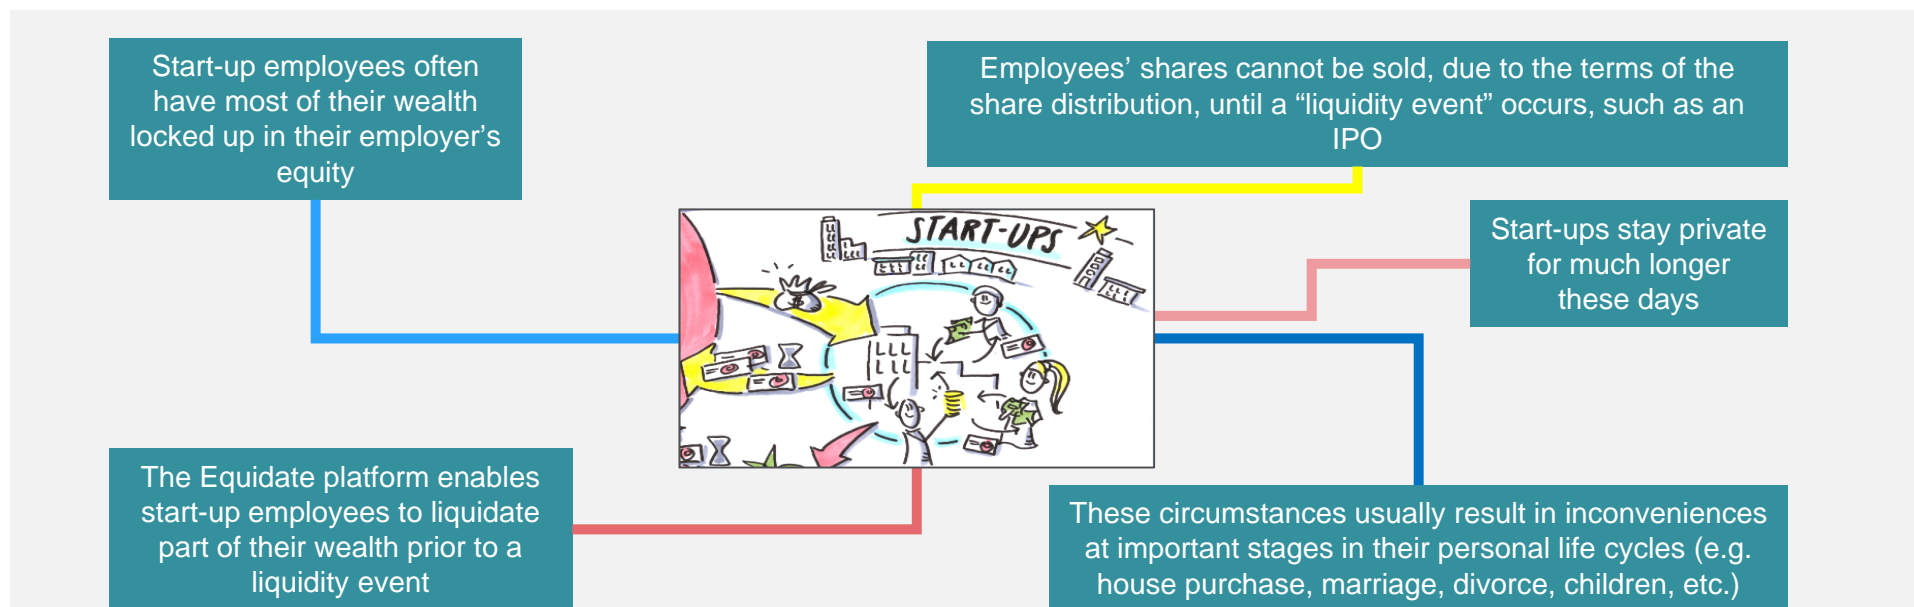 Start-up employees often
have most of their wealth
locked up in their employer's
equity
Employees' shares cannot be sold, due to the terms of the
share distribution, until a “liquidity event” occurs, such as an
IPO
START-UPS
Start-ups stay private
for much longer
these days
The Equidate platform enables
start-up employees to liquidate
part of their wealth prior to a
liquidity event
These circumstances usually result in inconveniences
at important stages in their personal life cycles (e.g.
house purchase, marriage, divorce, children, etc.)